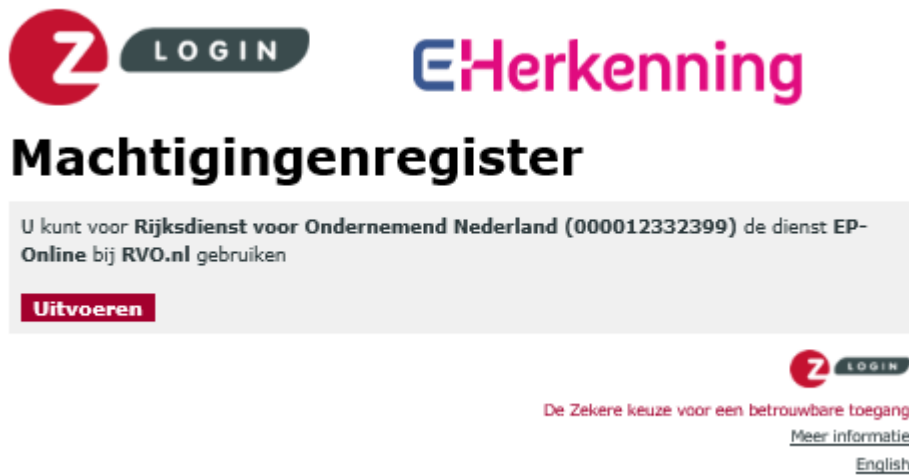 Z LOGIN
EHerkenning
Machtigingenregister
U kunt voor Rijksdienst voor Ondernemend Nederland (000012332399) de dienst EP-
Online bij RVO.nl gebruiken
Uitvoeren
Z LOGIN
De Zekere keuze voor een betrouwbare toegang
Meer informatie
English